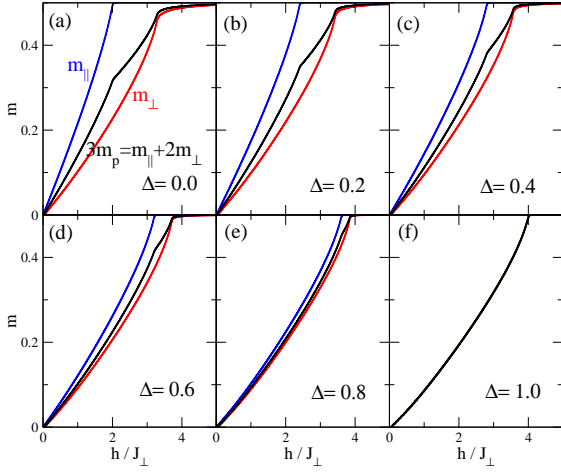 (a) (b) (c)
0.4
m∥
m
m⊥
0.2
3mp=m∥+2m⊥
Δ= 0.0 Δ= 0.2 Δ= 0.4
0
(d) (e) (f)
0.4
m
0.2
Δ= 0.6 Δ= 0.8 Δ= 1.0
0
0 2 4 0 2 4 0 2 4
h / J⊥ h / J⊥ h / J⊥